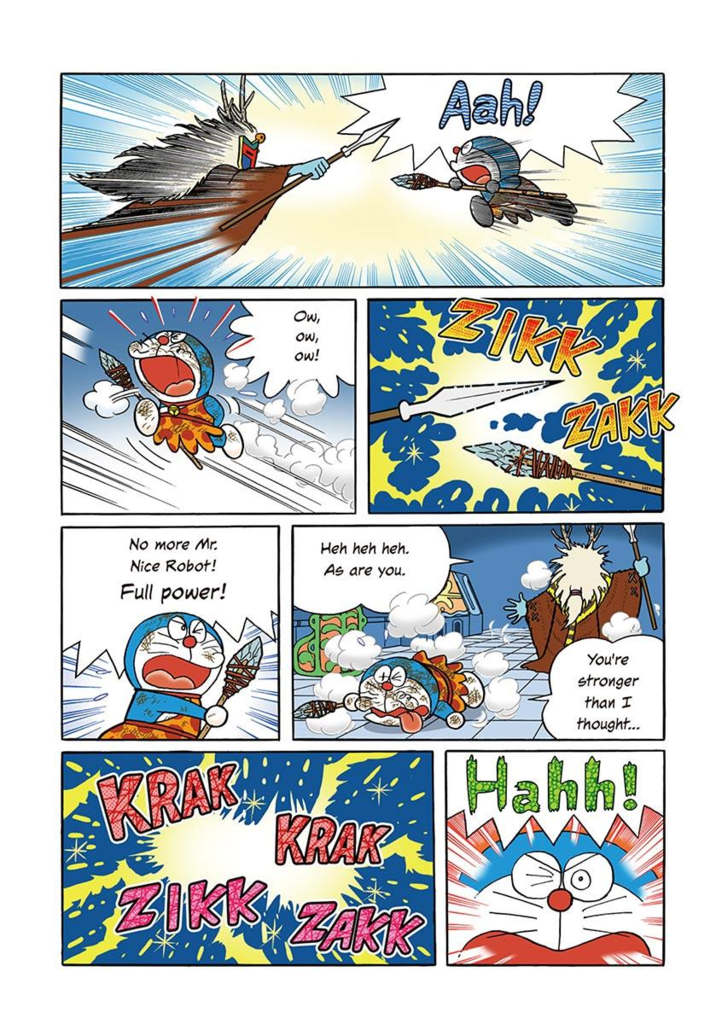 Aah!
ZIKK
ZAKK
Ow,
ow,
ow!
You're
stronger
than I
thought...
Heh heh heh.
As are you.
No more Mr.
Nice Robot!
Full power!
Hahh!
KRAK
KRAK
ZIKK
ZAKK